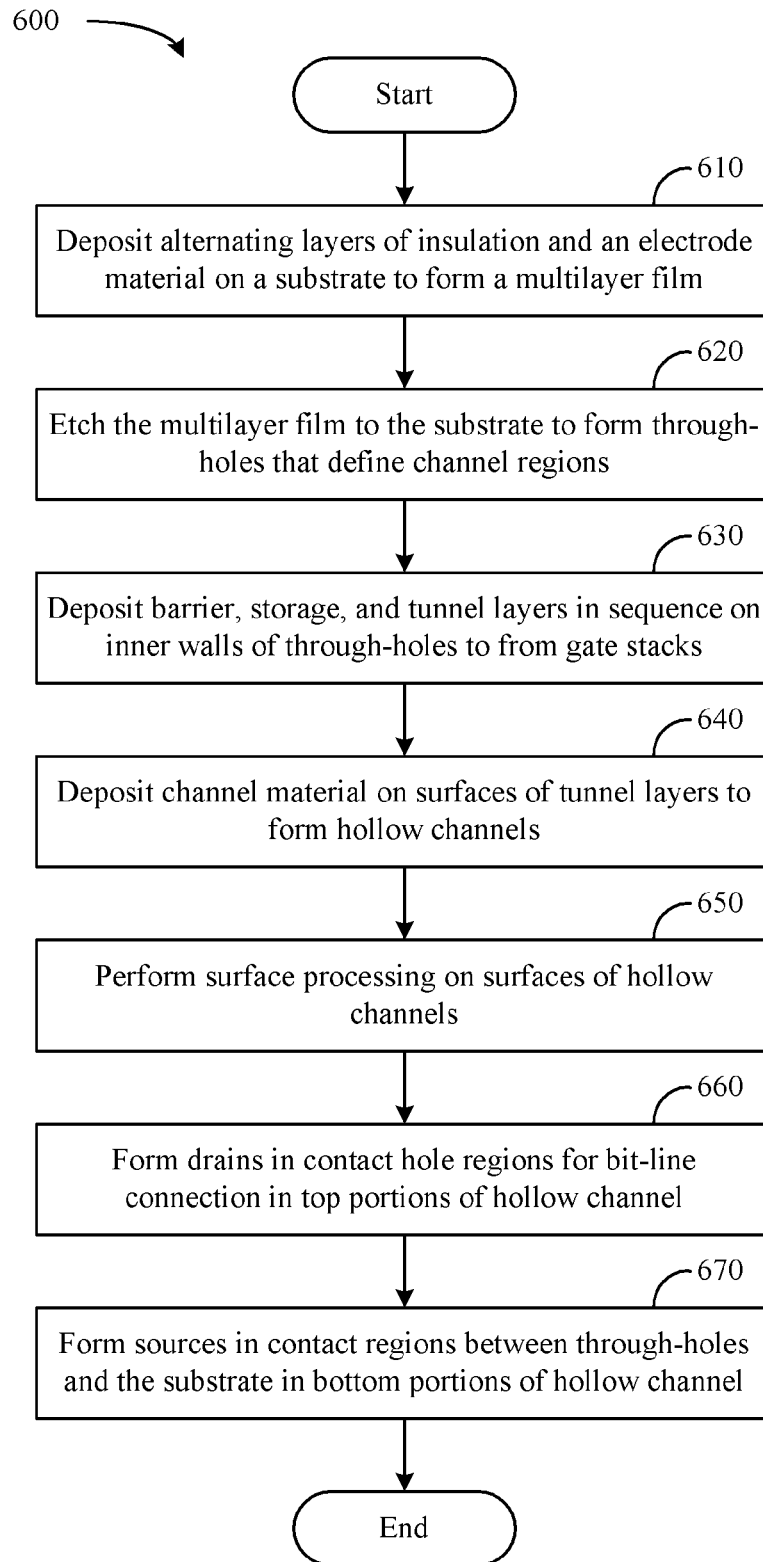 600
Start
610
Deposit alternating layers of insulation and an electrode
material on a substrate to form a multilayer film
620
Etch the multilayer film to the substrate to form through-
holes that define channel regions
630
Deposit barrier, storage, and tunnel layers in sequence on
inner walls of through-holes to from gate stacks
640
Deposit channel material on surfaces of tunnel layers to
form hollow channels
650
Perform surface processing on surfaces of hollow
channels
660
Form drains in contact hole regions for bit-line
connection in top portions of hollow channel
670
Form sources in contact regions between through-holes
and the substrate in bottom portions of hollow channel
End